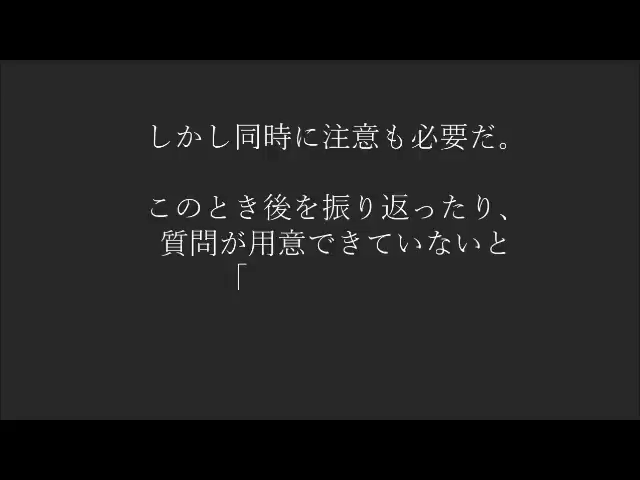 しかし同時に注意も必要だ。
このとき後を振り返ったり、
質問が用意できていないと
「